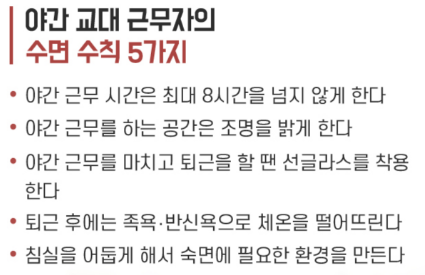 야간 교대 근무자의
수면 수칙 5가지
• 야간 근무 시간은 최대 8시간을 넘지 않게 한다
• 야간 근무를 하는 공간은 조명을 밝게 한다
• 야간 근무를 마치고 퇴근을 할 땐 선글라스를 착용
한다
• 퇴근 후에는 족욕·반신욕으로 체온을 떨어뜨린다
• 침실을 어둡게 해서 숙면에 필요한 환경을 만든다